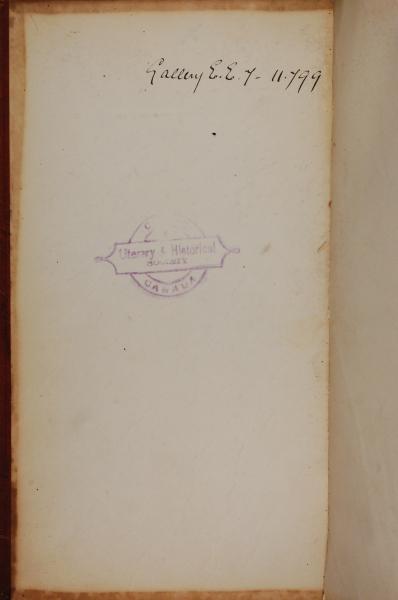 Gallery E.E.7- 11.799
Literary & Historical
SOCIETY
CANADA